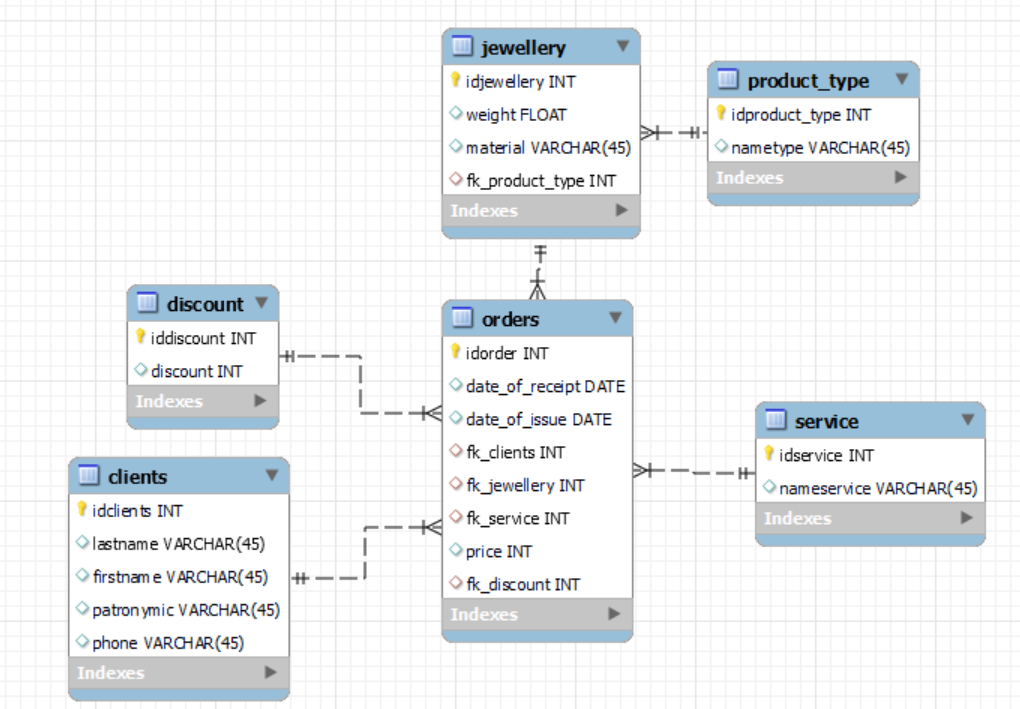 jewellery
idjewellery INT
weight FLOAT
material VARCHAR(45)
fk_product_type INT
Indexes
product_type
idproduct_type INT
nametype VARCHAR(45)
Indexes
discount
iddiscount INT
discount INT
Indexes
orders
idorder INT
date_of_receipt DATE
date_of_issue DATE
fk_clients INT
fk_jewellery INT
fk_service INT
price INT
fk_discount INT
Indexes
service
idservice INT
nameservice VARCHAR(45)
Indexes
clients
idclients INT
lastname VARCHAR(45)
firstname VARCHAR(45)
patronymic VARCHAR(45)
phone VARCHAR(45)
Indexes